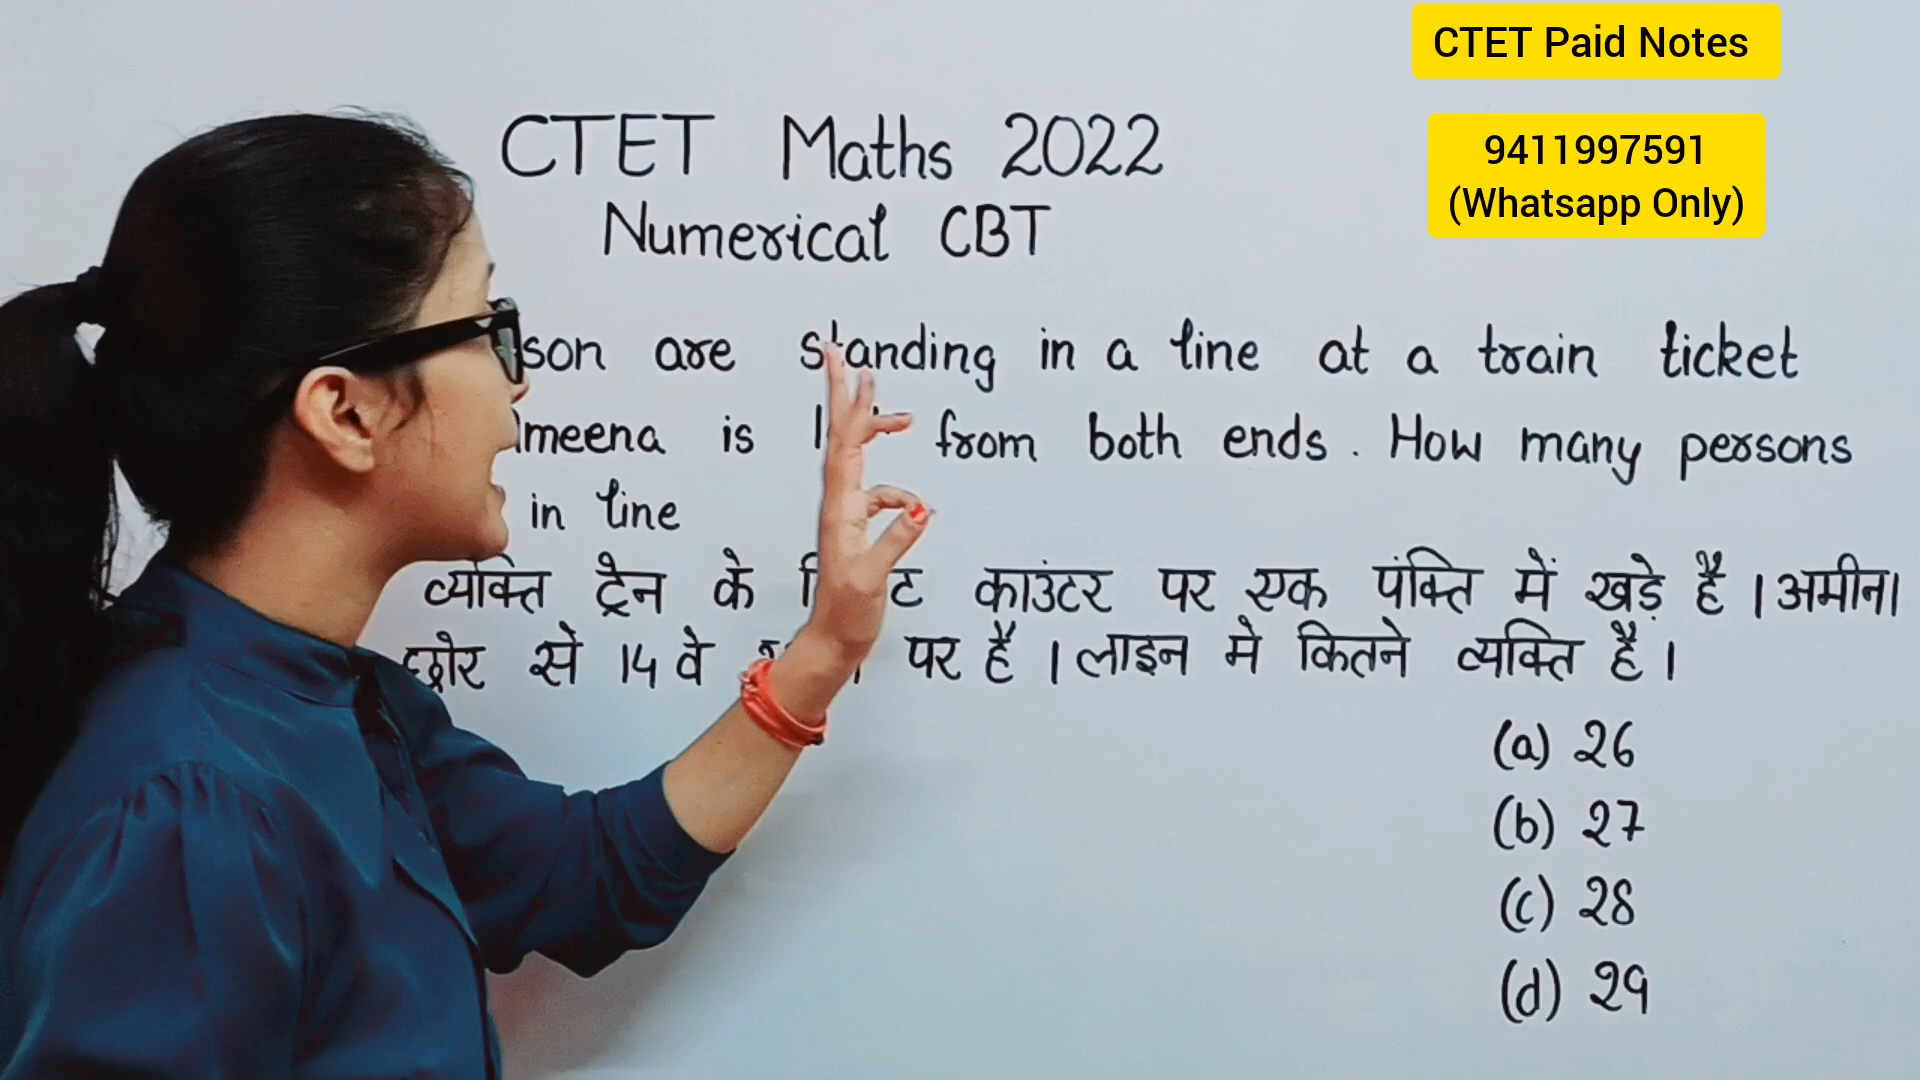 CTET Paid Notes
9411997591
(Whatsapp Only)
CTET Maths 2022
Numerical CBT
are standing in a line at a train ticket
Ameena is from both ends. How many persons
in line
व्यक्ति ट्रैन के काउंटर पर एक पंक्ति में खड़े है । अमीना
छोर से 14 वे पर है । लाइन मे कितने व्यक्ति है ।
(a) 26
(b) 27
(c) 28
(d) 29